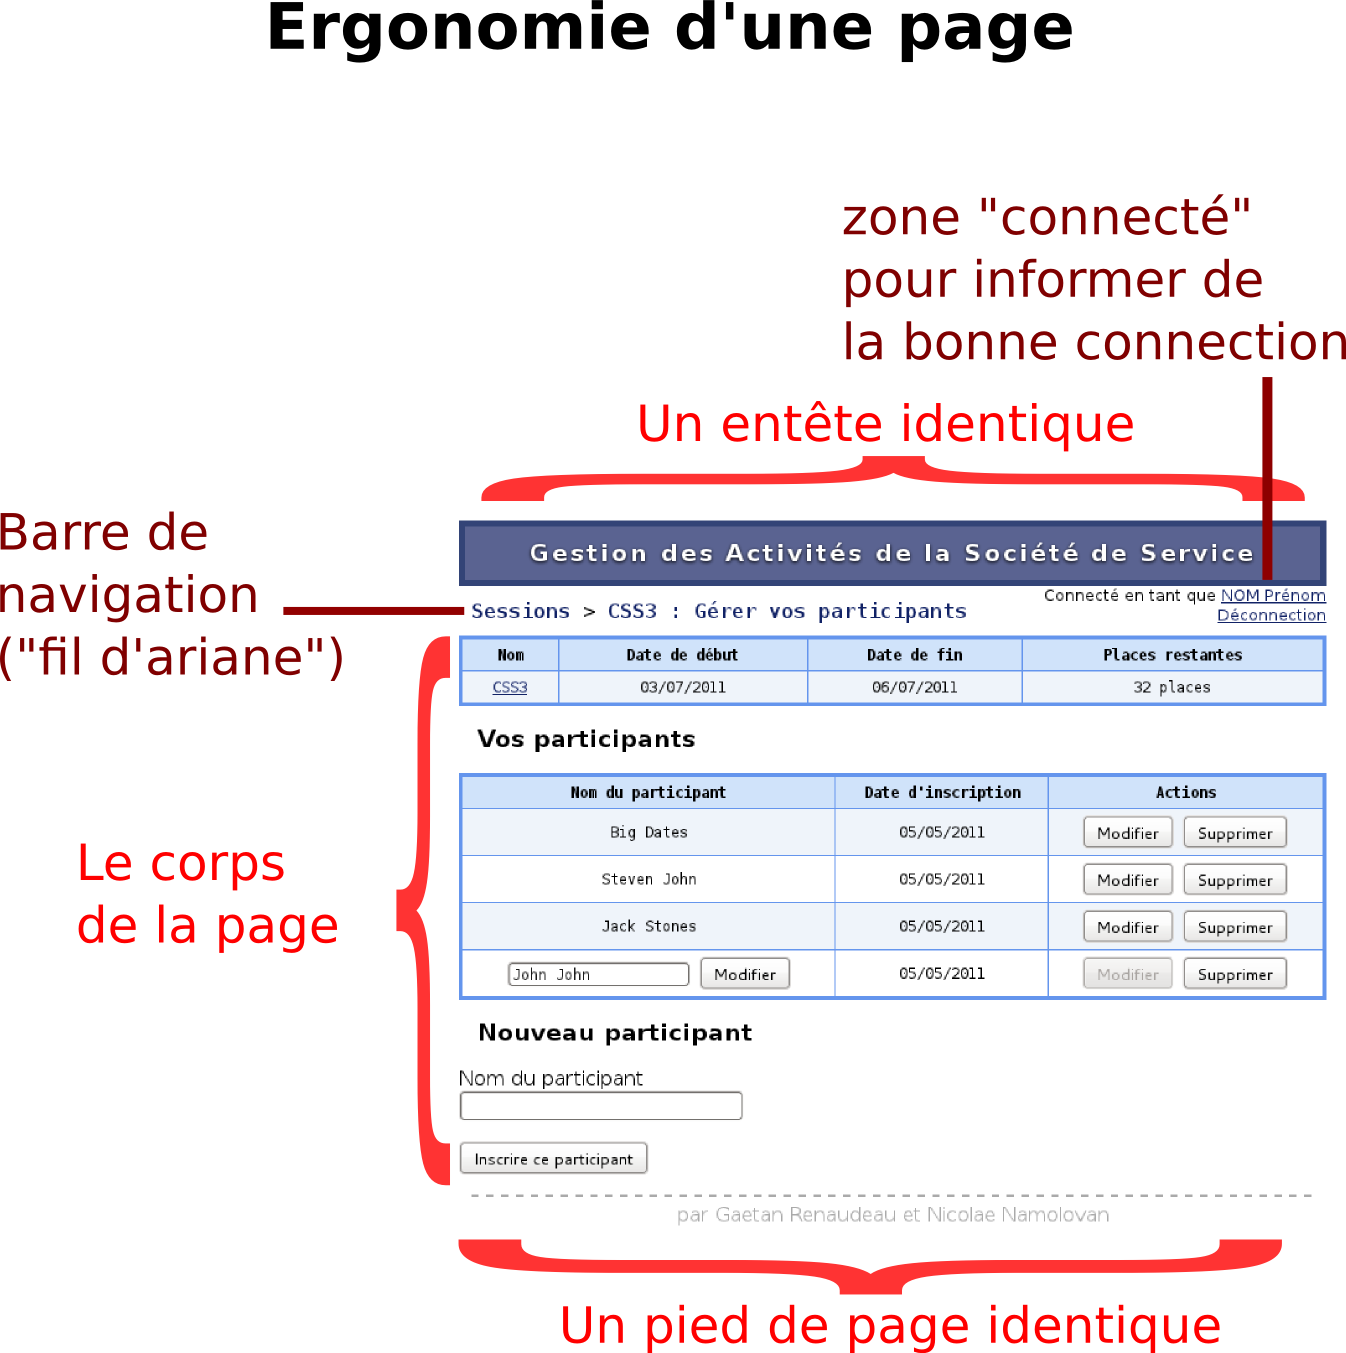 Ergonomie d'une page
zone "connecté"
pour informer de
la bonne connection
Un entête identique
Barre de
navigation
("fil d'ariane")
Gestion des Activités de la Société de Service
Connecté en tant que NOM Prénom
Déconnection
Sessions > CSS3 : Gérer vos participants
Nom Date de début Date de fin Places restantes
CSS3 03/07/2011 06/07/2011 32 places
Vos participants
Nom du participant Date d'inscription Actions
Big Dates 05/05/2011 Modifier Supprimer
Steven John 05/05/2011 Modifier Supprimer
Jack Stones 05/05/2011 Modifier Supprimer
John John Modifier 05/05/2011 Modifier Supprimer
Le corps
de la page
Nouveau participant
Nom du participant
Inscrire ce participant
par Gaetan Renaudeau et Nicolae Namolovan
Un pied de page identique